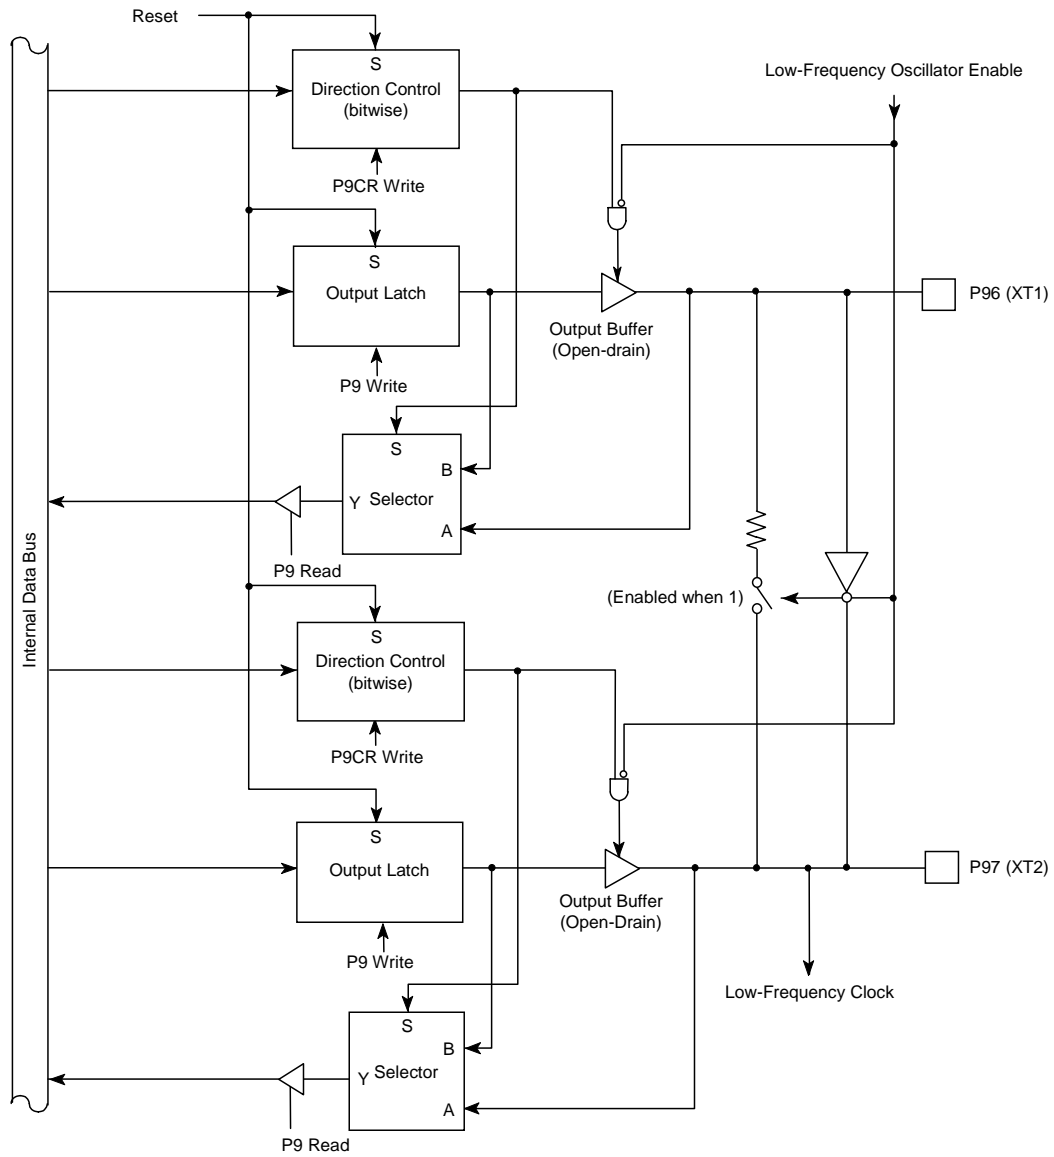 Reset
S
Direction Control
(bitwise)
P9CR Write
Low-Frequency Oscillator Enable
S
Output Latch
P9 Write
Output Buffer
(Open-drain)
P96 (XT1)
S
B
Y Selector
A
P9 Read
Internal Data Bus
(Enabled when 1)
S
Direction Control
(bitwise)
P9CR Write
S
Output Latch
P9 Write
Output Buffer
(Open-Drain)
P97 (XT2)
Low-Frequency Clock
S
B
Y Selector
A
P9 Read